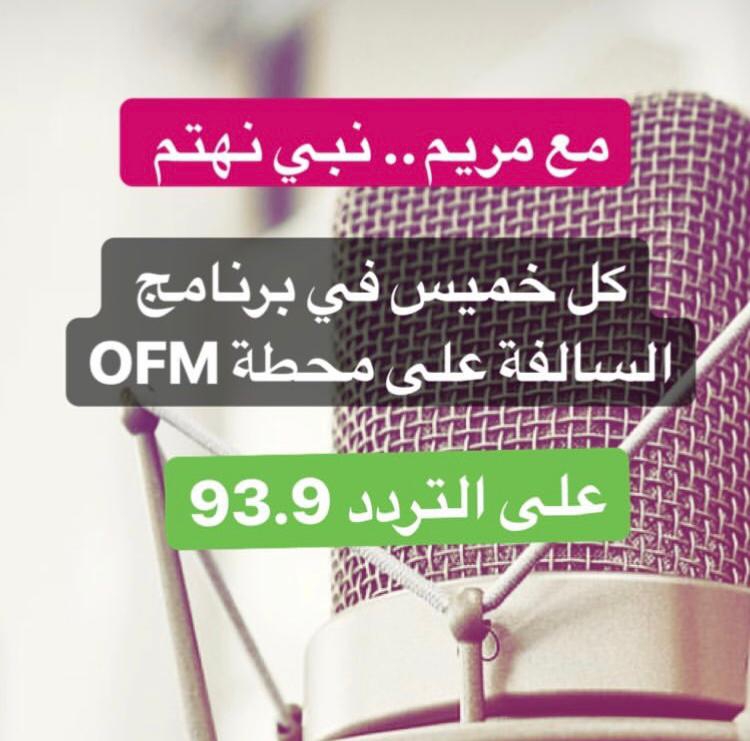 مع مريم .. نبي نهتم
كل خميس في برنامج
السالفة على محطة OFM
على التردد 93.9